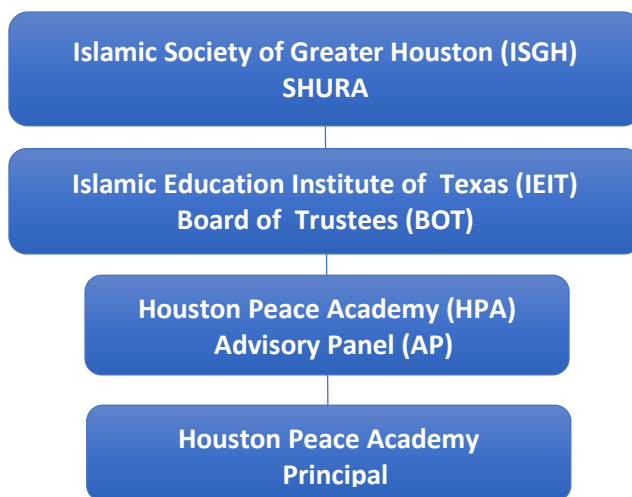 Islamic Society of Greater Houston (ISGH)
SHURA
Islamic Education Institute of Texas (IEIT)
Board of Trustees (BOT)
Houston Peace Academy (HPA)
Advisory Panel (AP)
Houston Peace Academy
Principal